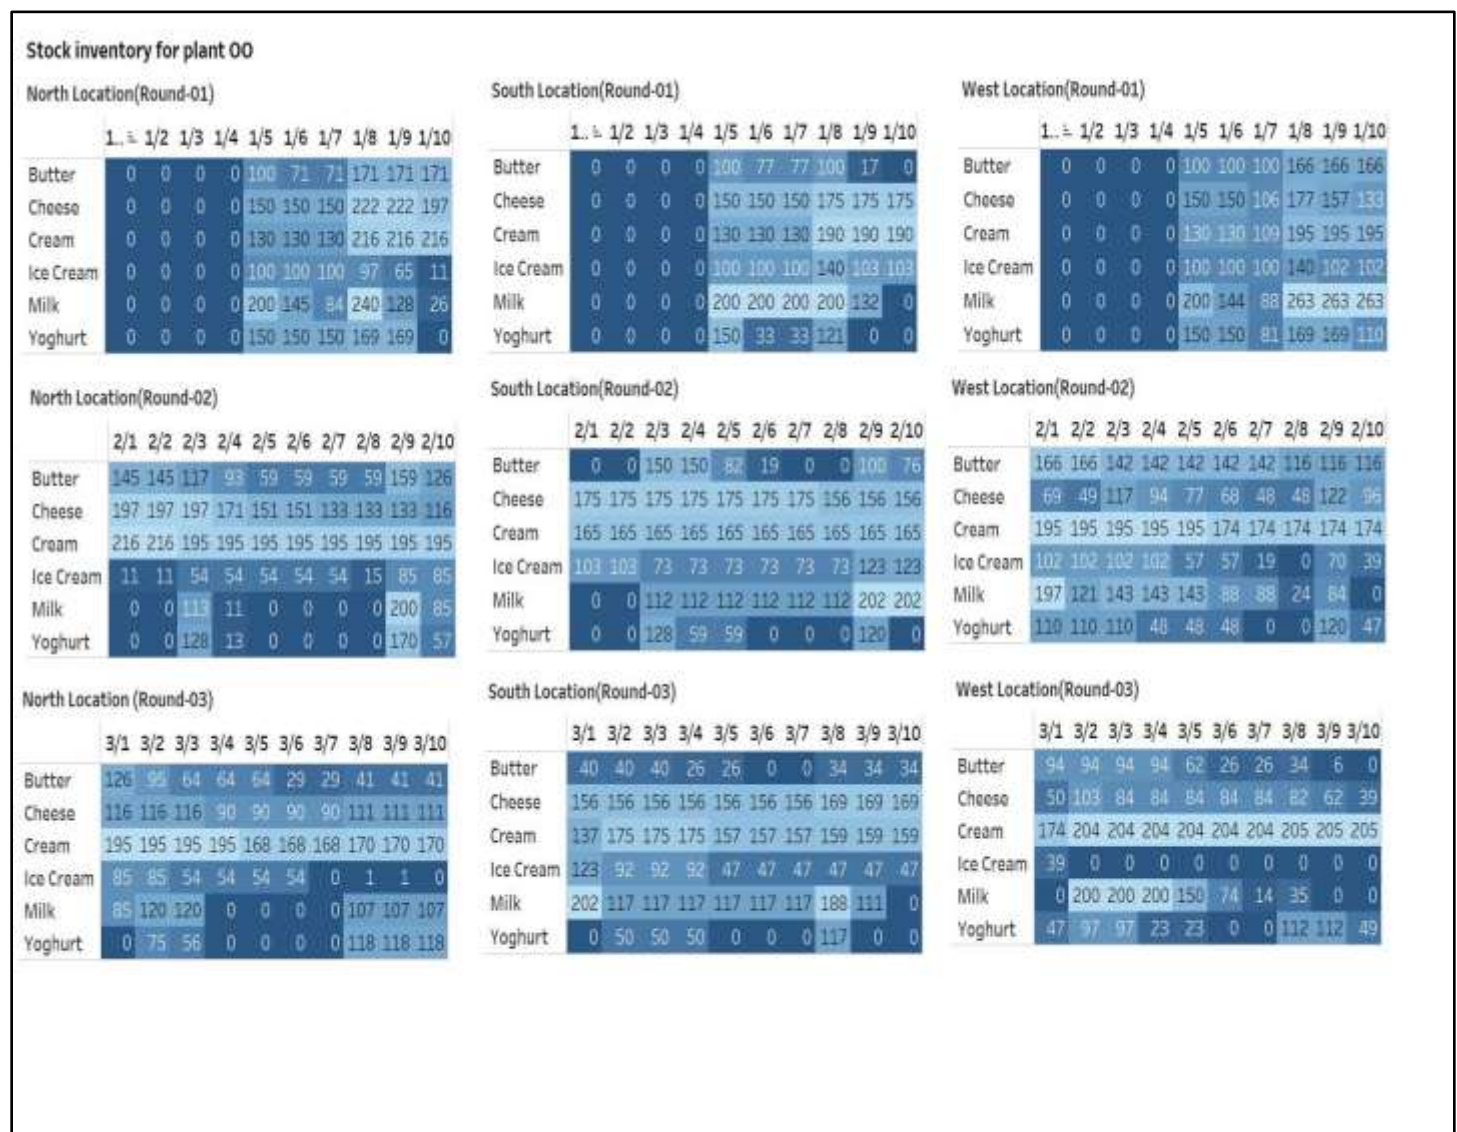 Stock inventory for plant OO
North Location(Round-01)
1.. 1/2 1/3 1/4 1/5 1/6 1/7 1/8 1/9 1/10
Butter 0 0 0 0 100 71 71 171 171 171
Cheese 0 0 0 0 150 150 150 222 222 197
Cream 0 0 0 0 130 130 130 216 216 216
Ice Cream 0 0 0 0 100 100 100 97 65 11
Milk 0 0 0 0 200 145 84 240 128 26
Yoghurt 0 0 0 0 150 150 150 169 169 0
South Location(Round-01)
1.. 1/2 1/3 1/4 1/5 1/6 1/7 1/8 1/9 1/10
Butter 0 0 0 0 100 77 77 100 17 0
Cheese 0 0 0 0 150 150 150 175 175 175
Cream 0 0 0 0 130 130 130 190 190 190
Ice Cream 0 0 0 0 100 100 100 140 103 103
Milk 0 0 0 0 200 200 200 200 132 0
Yoghurt 0 0 0 0 150 33 33 121 0 0
West Location(Round-01)
1.. 1/2 1/3 1/4 1/5 1/6 1/7 1/8 1/9 1/10
Butter 0 0 0 0 100 100 100 166 166 166
Cheese 0 0 0 0 150 150 106 177 157 133
Cream 0 0 0 0 130 130 109 195 195 195
Ice Cream 0 0 0 0 100 100 100 140 102 102
Milk 0 0 0 0 200 144 88 263 263 263
Yoghurt 0 0 0 0 150 150 81 169 169 110
North Location(Round-02)
2/1 2/2 2/3 2/4 2/5 2/6 2/7 2/8 2/9 2/10
Butter 145 145 117 93 59 59 59 59 159 126
Cheese 197 197 197 171 151 151 133 133 133 116
Cream 216 216 195 195 195 195 195 195 195 195
Ice Cream 11 11 54 54 54 54 54 15 85 85
Milk 0 0 113 11 0 0 0 0 200 85
Yoghurt 0 0 128 13 0 0 0 0 170 57
South Location(Round-02)
2/1 2/2 2/3 2/4 2/5 2/6 2/7 2/8 2/9 2/10
Butter 0 0 150 150 82 19 0 0 100 76
Cheese 175 175 175 175 175 175 175 156 156 156
Cream 165 165 165 165 165 165 165 165 165 165
Ice Cream 103 103 73 73 73 73 73 73 123 123
Milk 0 0 112 112 112 112 112 112 202 202
Yoghurt 0 0 128 59 59 0 0 0 120 0
West Location(Round-02)
2/1 2/2 2/3 2/4 2/5 2/6 2/7 2/8 2/9 2/10
Butter 166 166 142 142 142 142 142 116 116 116
Cheese 69 49 117 94 77 68 48 48 122 96
Cream 195 195 195 195 195 174 174 174 174 174
Ice Cream 102 102 102 102 57 57 19 0 70 39
Milk 197 121 143 143 143 88 88 24 84 0
Yoghurt 110 110 110 48 48 48 0 0 120 47
North Location (Round-03)
3/1 3/2 3/3 3/4 3/5 3/6 3/7 3/8 3/9 3/10
Butter 126 95 64 64 64 29 29 41 41 41
Cheese 116 116 116 90 90 90 90 111 111 111
Cream 195 195 195 195 168 168 168 170 170 170
Ice Cream 85 85 54 54 54 54 0 1 1 0
Milk 85 120 120 0 0 0 0 107 107 107
Yoghurt 0 75 56 0 0 0 0 118 118 118
South Location(Round-03)
3/1 3/2 3/3 3/4 3/5 3/6 3/7 3/8 3/9 3/10
Butter 40 40 40 26 26 0 0 34 34 34
Cheese 156 156 156 156 156 156 156 169 169 169
Cream 137 175 175 175 157 157 157 159 159 159
Ice Cream 123 92 92 92 47 47 47 47 47 47
Milk 202 117 117 117 117 117 117 188 111 0
Yoghurt 0 50 50 50 0 0 0 117 0 0
West Location(Round-03)
3/1 3/2 3/3 3/4 3/5 3/6 3/7 3/8 3/9 3/10
Butter 94 94 94 94 62 26 26 34 6 0
Cheese 50 103 84 84 84 84 84 82 62 39
Cream 174 204 204 204 204 204 204 205 205 205
Ice Cream 39 0 0 0 0 0 0 0 0 0
Milk 0 200 200 200 150 74 14 35 0 0
Yoghurt 47 97 97 23 23 0 0 112 112 49